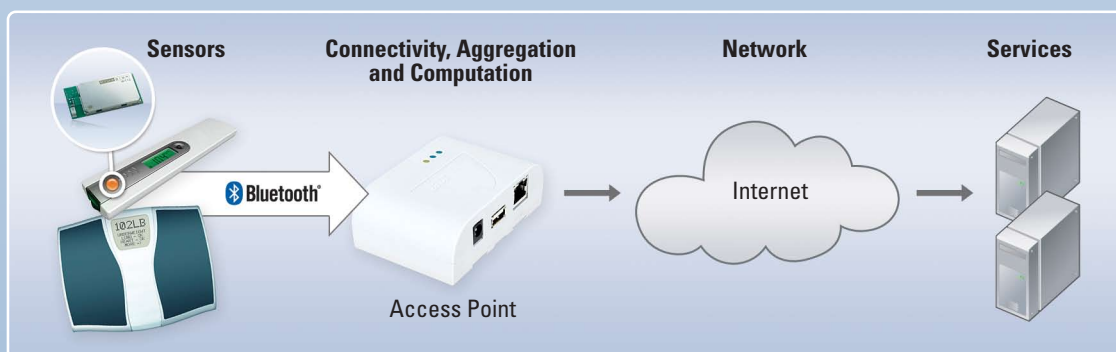 Sensors
Connectivity, Aggregation
and Computation
Network
Services
Bluetooth®
102LB
Internet
Access Point